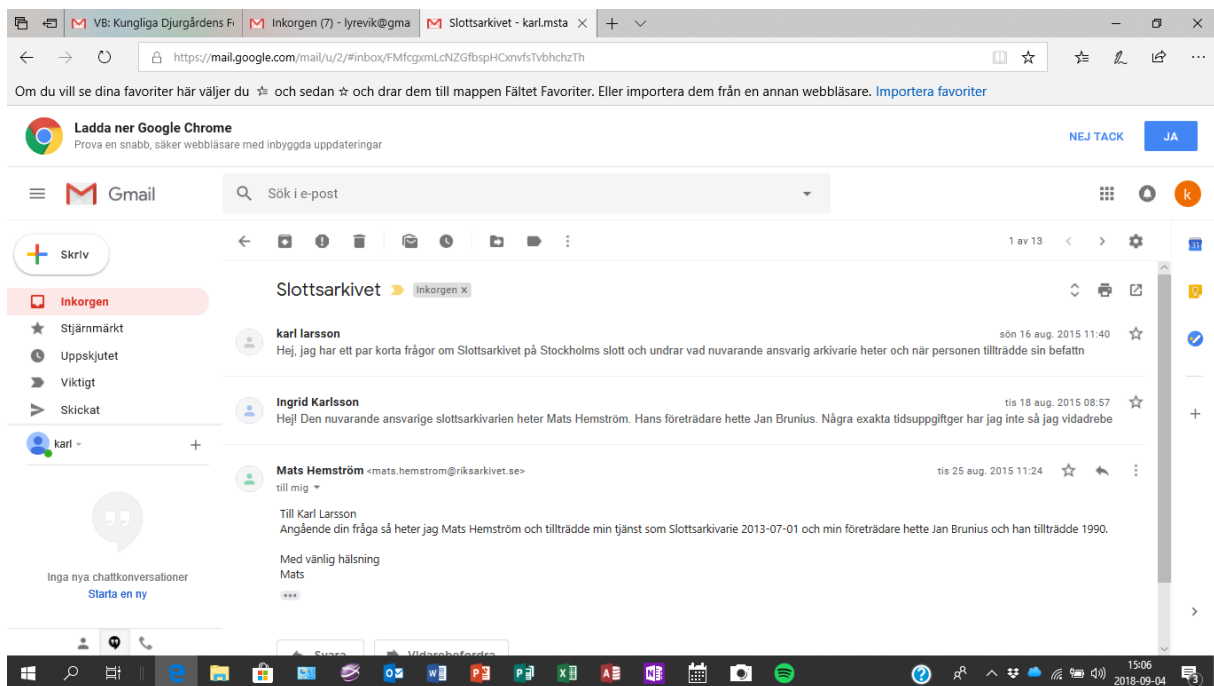 VB: Kungliga Djurgårdens Fö
Inkorgen (7) - lyrevik@gma
Slottsarkivet - karl.msta
https://mail.google.com/mail/u/2/#inbox/FMfcgxmLcNZGfbspHCxnvfsTvbhchzTh
Om du vill se dina favoriter här väljer du och sedan och drar dem till mappen Fältet Favoriter. Eller importera dem från en annan webbläsare. Importera favoriter
Ladda ner Google Chrome
Prova en snabb, säker webbläsare med inbyggda uppdateringar
NEJ TACK
JA
Gmail
Sök i e-post
k
Skriv
1 av 13
31
Slottsarkivet
Inkorgen x
Inkorgen
Stjärnmärkt
Uppskjutet
Viktigt
Skickat
karl
karl larsson
sön 16 aug. 2015 11:40
Hej, jag har ett par korta frågor om Slottsarkivet på Stockholms slott och undrar vad nuvarande ansvarig arkivarie heter och när personen tillträdde sin befattn
Ingrid Karlsson
tis 18 aug. 2015 08:57
Hej! Den nuvarande ansvarige slottsarkivarien heter Mats Hemström. Hans företrädare hette Jan Brunius. Några exakta tidsuppgiftger har jag inte så jag vidadrebe
Mats Hemström <mats.hemstrom@riksarkivet.se>
tis 25 aug. 2015 11:24
till mig
Till Karl Larsson
Angående din fråga så heter jag Mats Hemström och tillträdde min tjänst som Slottsarkivarie 2013-07-01 och min företrädare hette Jan Brunius och han tillträdde 1990.
Med vänlig hälsning
Mats
Inga nya chattkonversationer
Starta en ny
Svara
Vidarebefordra
15:06
2018-09-04
3